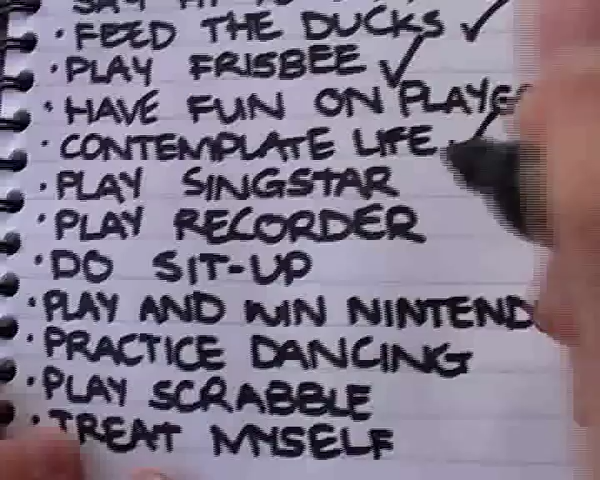 • FEED THE DUCKS ✓
• PLAY FRISBEE ✓
• HAVE FUN ON
• CONTEMPLATE LIFE
• PLAY SINGSTAR
• PLAY RECORDER
• DO SIT-UP
• PLAY AND WIN NINTEND
• PRACTICE DANCING
• PLAY SCRABBLE
• TREAT MYSELF